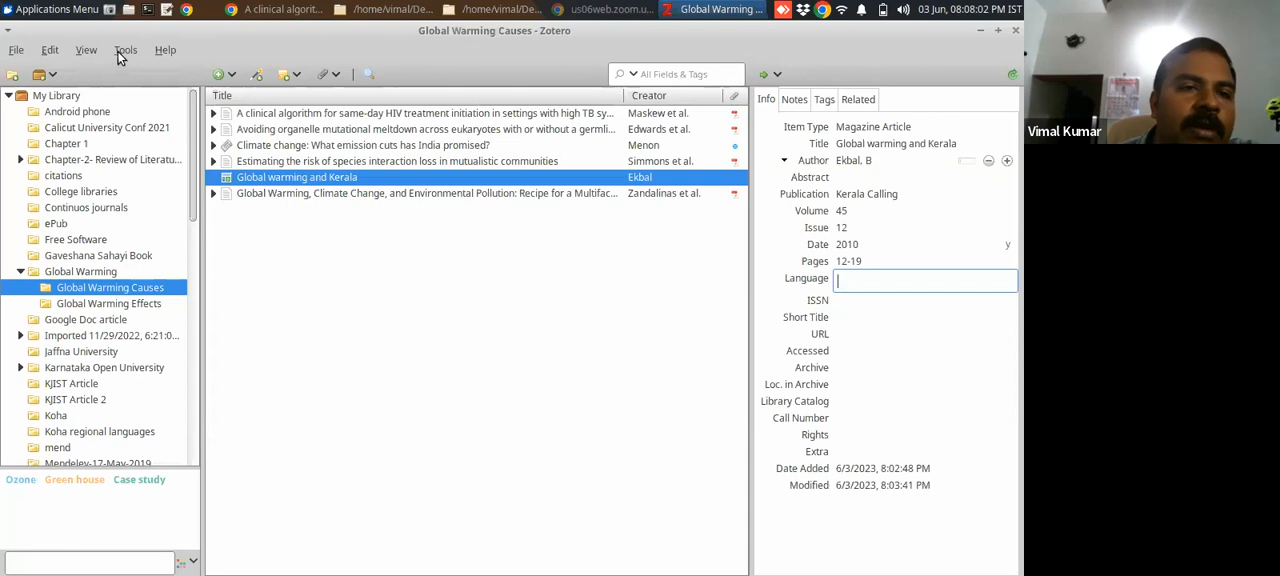 Applications Menu
A clinical algorit...
/home/vimal/De...
/home/vimal/De...
us06web.zoom.u...
Global Warming ...
03 Jun, 08:08:02 PM IST
Global Warming Causes - Zotero
File Edit View Tools Help
All Fields & Tags
My Library
Android phone
Calicut University Conf 2021
Chapter 1
Chapter-2- Review of Literatu...
citations
College libraries
Continuos journals
ePub
Free Software
Gaveshana Sahayi Book
Global Warming
Global Warming Causes
Global Warming Effects
Google Doc article
Imported 11/29/2022, 6:21:0...
Jaffna University
Karnataka Open University
KJIST Article
KJIST Article 2
Koha
Koha regional languages
mend
Mendeley-17-May-2019
Ozone Green house Case study
Title Creator
A clinical algorithm for same-day HIV treatment initiation in settings with high TB sy... Maskew et al.
Avoiding organelle mutational meltdown across eukaryotes with or without a germli... Edwards et al.
Climate change: What emission cuts has India promised? Menon
Estimating the risk of species interaction loss in mutualistic communities Simmons et al.
Global warming and Kerala Ekbal
Global Warming, Climate Change, and Environmental Pollution: Recipe for a Multifac... Zandalinas et al.
Info Notes Tags Related
Item Type Magazine Article
Title Global warming and Kerala
Author Ekbal, B
Abstract
Publication Kerala Calling
Volume 45
Issue 12
Date 2010 y
Pages 12-19
Language
ISSN
Short Title
URL
Accessed
Archive
Loc. in Archive
Library Catalog
Call Number
Rights
Extra
Date Added 6/3/2023, 8:02:48 PM
Modified 6/3/2023, 8:03:41 PM
Vimal Kumar